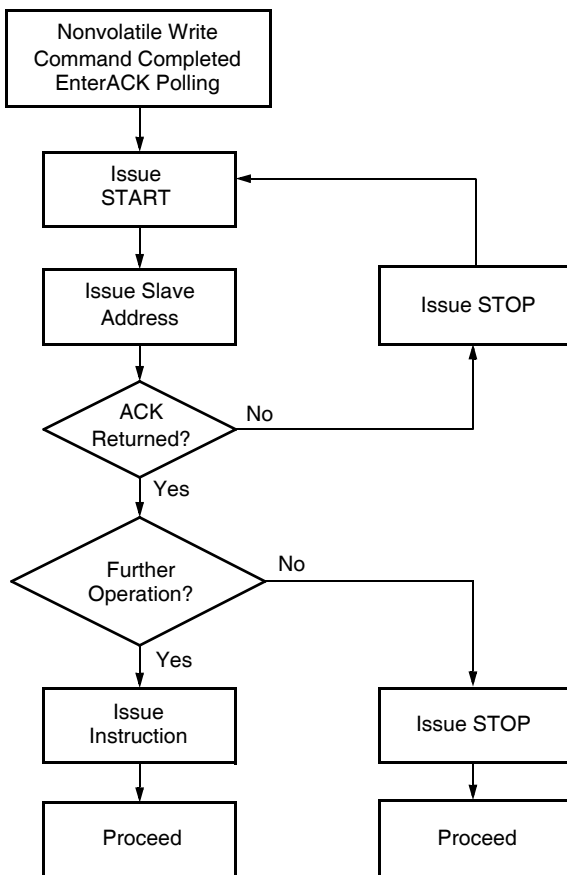 Nonvolatile Write
Command Completed
EnterACK Polling
Issue
START
Issue Slave
Address
Issue STOP
ACK
Returned?
No
Yes
Further
Operation?
No
Yes
Issue
Instruction
Issue STOP
Proceed
Proceed